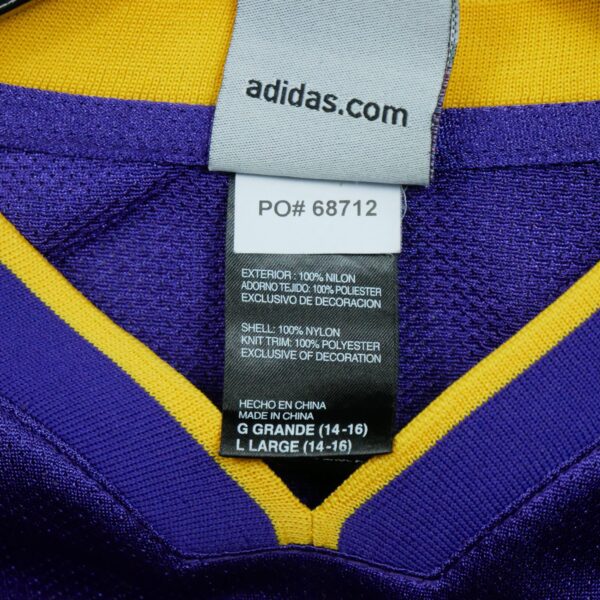 adidas.com
PO# 68712
EXTERIOR : 100% NILON
ADORNO TEJIDO: 100% POLIESTER
EXCLUSIVO DE DECORACION
SHELL: 100% NYLON
KNIT TRIM: 100% POLYESTER
EXCLUSIVE OF DECORATION
HECHO EN CHINA
MADE IN CHINA
G GRANDE (14-16)
L LARGE (14-16)